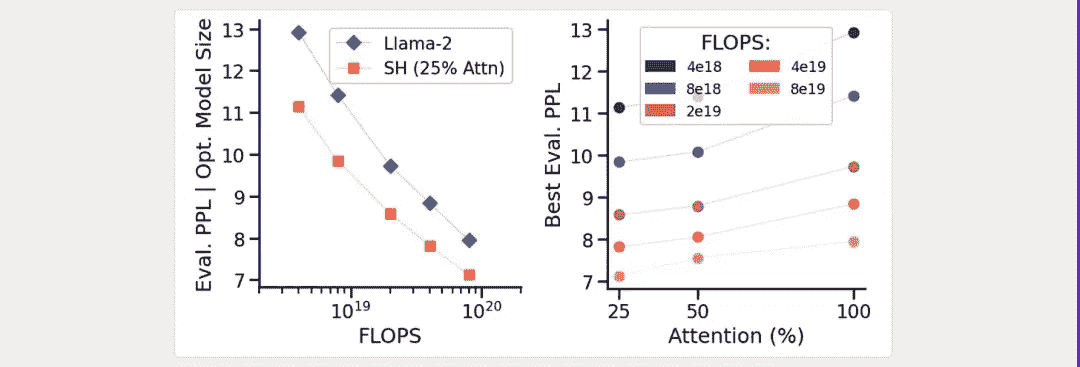 Eval. PPL | Opt. Model Size
13
12
11
10
9
8
7
Llama-2
SH (25% Attn)
10^19
10^20
FLOPS
Best Eval. PPL
13
12
11
10
9
8
7
FLOPS:
4e18
8e18
2e19
4e19
8e19
25
50
100
Attention (%)